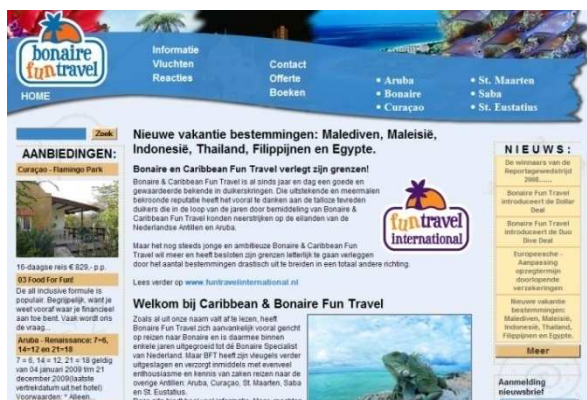 bonaire
fun travel
HOME
Informatie
Vluchten
Reacties
Contact
Offerte
Boeken
• Aruba
• Bonaire
• Curaçao
• St. Maarten
• Saba
• St. Eustatius
Zoek
AANBIEDINGEN:
Curaçao - Flamingo Park
16-daagse reis € 829,- p.p.
03 Food For Fun!
De all inclusive formule is
populair. Begrijpelijk, want je
weet vooraf waar je financieel
aan toe bent. Vaak wordt ons
de vraag...
Aruba - Renaissance: 7=6,
14=12 en 21=18
7 = 6, 14 = 12, 21 = 18 geldig
van 04 januari 2009 t/m 21
december 2009(laatste
vertrekdatum uit het hotel)
Voorwaarden: * Alleen...
Nieuwe vakantie bestemmingen: Malediven, Maleisië,
Indonesië, Thailand, Filippijnen en Egypte.
Bonaire en Caribbean Fun Travel verlegt zijn grenzen!
Bonaire & Caribbean Fun Travel is al sinds jaar en dag een goede en
gewaardeerde bekende in duikerskringen. Die uitstekende en meermalen
bekroonde reputatie heeft het vooral te danken aan de talloze tevreden
duikers die in de loop van de jaren door bemiddeling van Bonaire &
Caribbean Fun Travel konden neerstrijken op de eilanden van de
Nederlandse Antillen en Aruba.
Maar het nog steeds jonge en ambitieuze Bonaire & Caribbean Fun
Travel wil meer en heeft besloten zijn grenzen letterlijk te gaan verleggen
door het aantal bestemmingen drastisch uit te breiden in een totaal andere richting.
Lees verder op www.funtravelinternational.nl
fun travel
international
Welkom bij Caribbean & Bonaire Fun Travel
Zoals al uit onze naam valt af te lezen, heeft
Bonaire Fun Travel zich aanvankelijk vooral gericht
op reizen naar Bonaire en is daarmee binnen
enkele jaren uitgegroeid tot dé Bonaire Specialist
van Nederland. Maar BFT heeft zijn vleugels verder
uitgeslagen en verzorgt inmiddels met evenveel
enthousiasme en kennis van zaken reizen naar de
overige Antillen: Aruba, Curaçao, St. Maarten, Saba
en St. Eustatius.
NIEUWS:
De winnaars van de
Reportagewedstrijd
2008......
Bonaire Fun Travel
introduceert de Dollar
Deal
Bonaire Fun Travel
introduceert de Duo
Dive Deal
Europeesche -
Aanpassing
opzegtermijn
doorlopende
verzekeringen
Nieuwe vakantie
bestemmingen:
Malediven, Maleisië,
Indonesië, Thailand,
Filippijnen en Egypte.
Meer
Aanmelding
nieuwsbrief